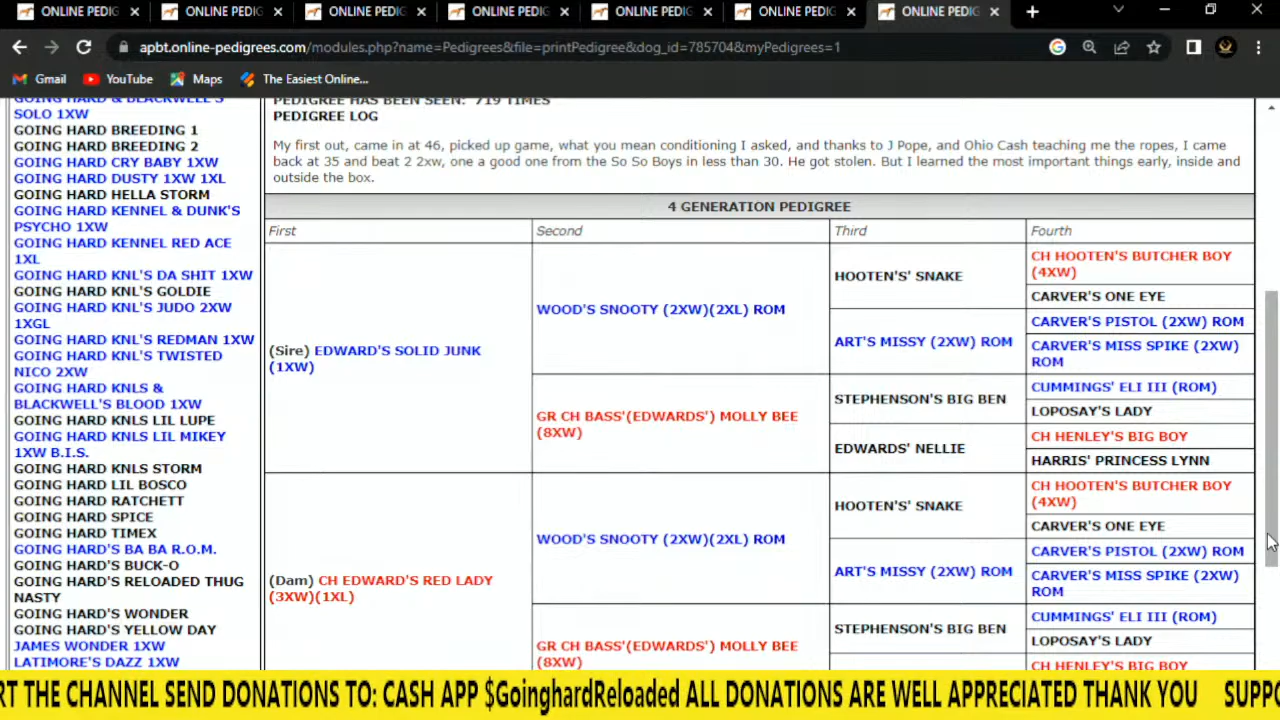 ONLINE PEDIG
ONLINE PEDIG
ONLINE PEDIG
ONLINE PEDIG
ONLINE PEDIG
ONLINE PEDIG
ONLINE PEDIG
apbt.online-pedigrees.com/modules.php?name=Pedigrees&file=printPedigree&dog_id=785704&myPedigrees=1
Gmail
YouTube
Maps
The Easiest Online...
GOING HARD & BLACKWELL'S
SOLO 1XW
GOING HARD BREEDING 1
GOING HARD BREEDING 2
GOING HARD CRY BABY 1XW
GOING HARD DUSTY 1XW 1XL
GOING HARD HELLA STORM
GOING HARD KENNEL & DUNK'S
PSYCHO 1XW
GOING HARD KENNEL RED ACE
1XL
GOING HARD KNL'S DA SHIT 1XW
GOING HARD KNL'S GOLDIE
GOING HARD KNL'S JUDO 2XW
1XGL
GOING HARD KNL'S REDMAN 1XW
GOING HARD KNL'S TWISTED
NICO 2XW
GOING HARD KNLS &
BLACKWELL'S BLOOD 1XW
GOING HARD KNLS LIL LUPE
GOING HARD KNLS LIL MIKEY
1XW B.I.S.
GOING HARD KNLS STORM
GOING HARD LIL BOSCO
GOING HARD RATCHETT
GOING HARD SPICE
GOING HARD TIMEX
GOING HARD'S BA BA R.O.M.
GOING HARD'S BUCK-O
GOING HARD'S RELOADED THUG
NASTY
GOING HARD'S WONDER
GOING HARD'S YELLOW DAY
JAMES WONDER 1XW
LATIMORE'S DAZZ 1XW
PEDIGREE HAS BEEN SEEN: 719 TIMES
PEDIGREE LOG
My first out, came in at 46, picked up game, what you mean conditioning I asked, and thanks to J Pope, and Ohio Cash teaching me the ropes, I came
back at 35 and beat 2 2xw, one a good one from the So So Boys in less than 30. He got stolen. But I learned the most important things early, inside and
outside the box.
4 GENERATION PEDIGREE
First
Second
Third
Fourth
(Sire) EDWARD'S SOLID JUNK
(1XW)
WOOD'S SNOOTY (2XW)(2XL) ROM
HOOTEN'S' SNAKE
CH HOOTEN'S BUTCHER BOY
(4XW)
CARVER'S ONE EYE
ART'S MISSY (2XW) ROM
CARVER'S PISTOL (2XW) ROM
CARVER'S MISS SPIKE (2XW)
ROM
GR CH BASS'(EDWARDS') MOLLY BEE
(8XW)
STEPHENSON'S BIG BEN
CUMMINGS' ELI III (ROM)
LOPOSAY'S LADY
EDWARDS' NELLIE
CH HENLEY'S BIG BOY
HARRIS' PRINCESS LYNN
(Dam) CH EDWARD'S RED LADY
(3XW)(1XL)
WOOD'S SNOOTY (2XW)(2XL) ROM
HOOTEN'S' SNAKE
CH HOOTEN'S BUTCHER BOY
(4XW)
CARVER'S ONE EYE
ART'S MISSY (2XW) ROM
CARVER'S PISTOL (2XW) ROM
CARVER'S MISS SPIKE (2XW)
ROM
GR CH BASS'(EDWARDS') MOLLY BEE
(8XW)
STEPHENSON'S BIG BEN
CUMMINGS' ELI III (ROM)
LOPOSAY'S LADY
CH HENLEY'S BIG BOY
RT THE CHANNEL SEND DONATIONS TO: CASH APP $GoinghardReloaded ALL DONATIONS ARE WELL APPRECIATED THANK YOU SUPPO